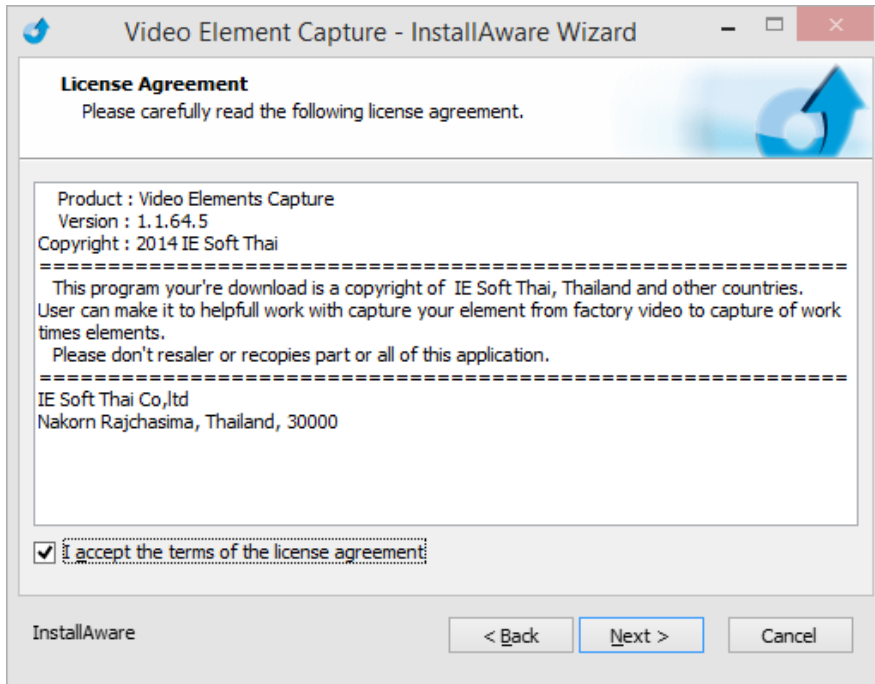 Video Element Capture - InstallAware Wizard
License Agreement
Please carefully read the following license agreement.
Product : Video Elements Capture
Version : 1.1.64.5
Copyright : 2014 IE Soft Thai
===========================================================
This program your're download is a copyright of IE Soft Thai, Thailand and other countries.
User can make it to helpfull work with capture your element from factory video to capture of work
times elements.
Please don't resaler or recopies part or all of this application.
===========================================================
IE Soft Thai Co,ltd
Nakorn Rajchasima, Thailand, 30000
I accept the terms of the license agreement
InstallAware
< Back
Next >
Cancel